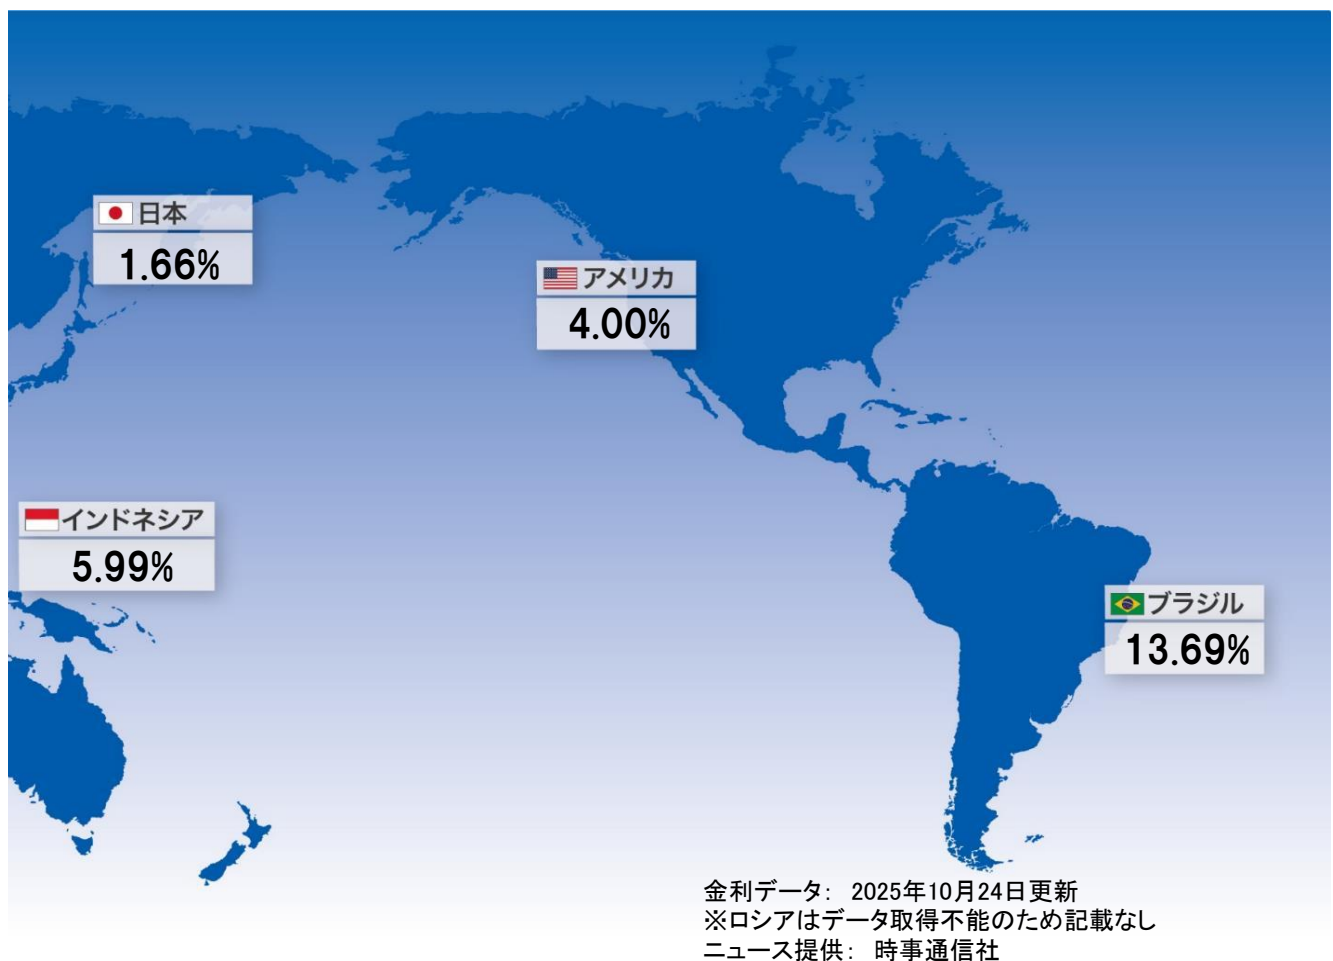 日本
1.66%
アメリカ
4.00%
インドネシア
5.99%
ブラジル
13.69%
金利データ: 2025年10月24日更新
※ロシアはデータ取得不能のため記載なし
ニュース提供: 時事通信社